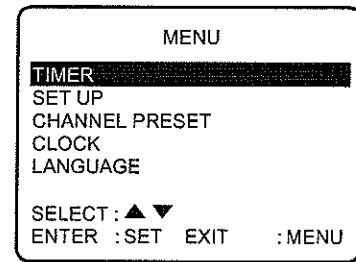 MENU
TIMER
SET UP
CHANNEL PRESET
CLOCK
LANGUAGE
SELECT : ▲ ▼
ENTER : SET EXIT : MENU